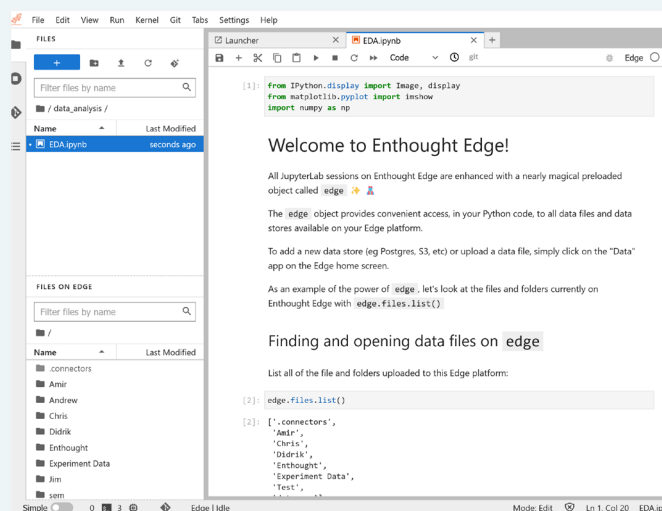 File Edit View Run Kernel Git Tabs Settings Help
FILES
+
Filter files by name
/ data_analysis /
Name Last Modified
EDA.ipynb seconds ago
FILES ON EDGE
Filter files by name
/
Name Last Modified
.connectors
Amir
Andrew
Chris
Didrik
Enthought
Experiment Data
Jim
sem
Launcher × EDA.ipynb × +
Code git Edge
[1]: from IPython.display import Image, display
from matplotlib.pyplot import imshow
import numpy as np
Welcome to Enthought Edge!
All JupyterLab sessions on Enthought Edge are enhanced with a nearly magical preloaded
object called edge ✨
The edge object provides convenient access, in your Python code, to all data files and data
stores available on your Edge platform.
To add a new data store (eg Postgres, S3, etc) or upload a data file, simply click on the "Data"
app on the Edge home screen.
As an example of the power of edge, let's look at the files and folders currently on
Enthought Edge with edge.files.list()
Finding and opening data files on edge
List all of the file and folders uploaded to this Edge platform:
[2]: edge.files.list()
[2]: ['.connectors',
'Amir',
'Chris',
'Didrik',
'Enthought',
'Experiment Data',
'Test',
Simple 0 3 Edge | Idle Mode: Edit Ln 1, Col 20 EDA.ip